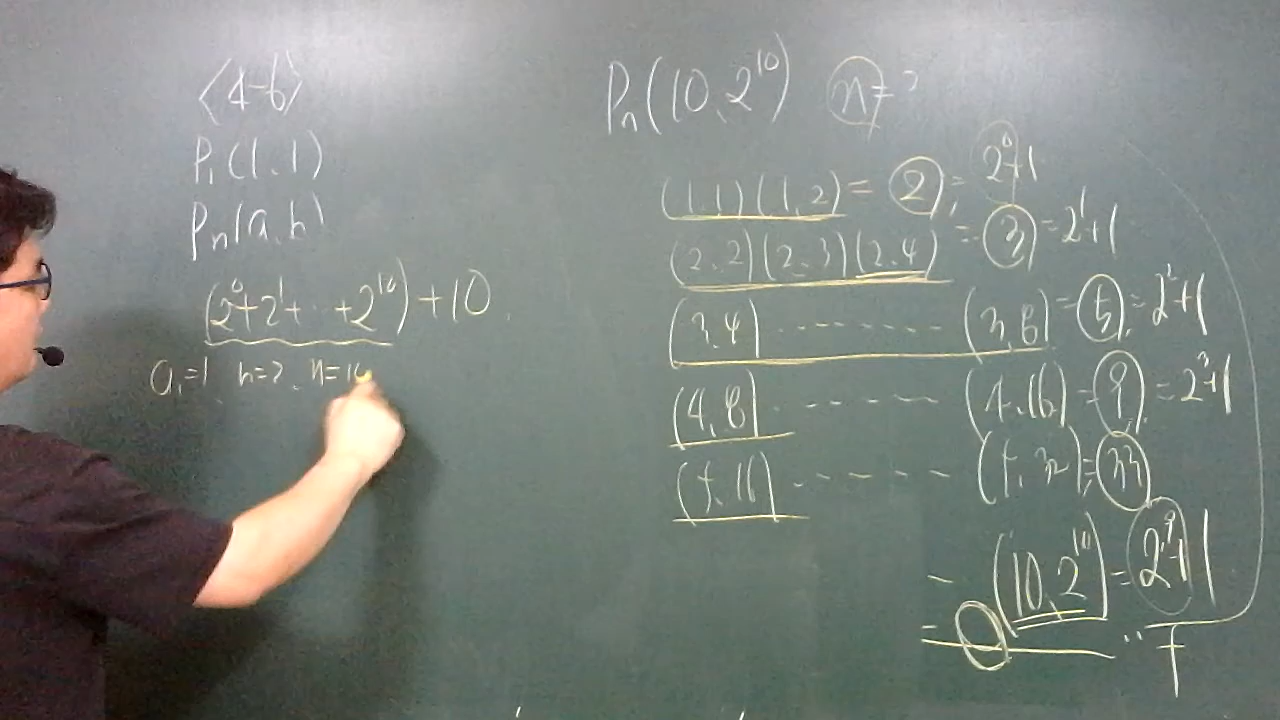 <4-6>
P₁(1,1)
Pₙ(a,b)
(2⁰+2¹+...+2¹⁰)+10
a₁=1, h=2, n=10
Pₙ(10,2¹⁰) n=?
(1,1)(1,2)=2, =2⁰+1
(2,2)(2,3)(2,4) =3 =2¹+1
(3,4)--------(3,8) =5, =2²+1
(4,8)------(4,16) =9, =2³+1
(5,16)------(5,32)=33
(10,2¹⁰)=2⁹+1